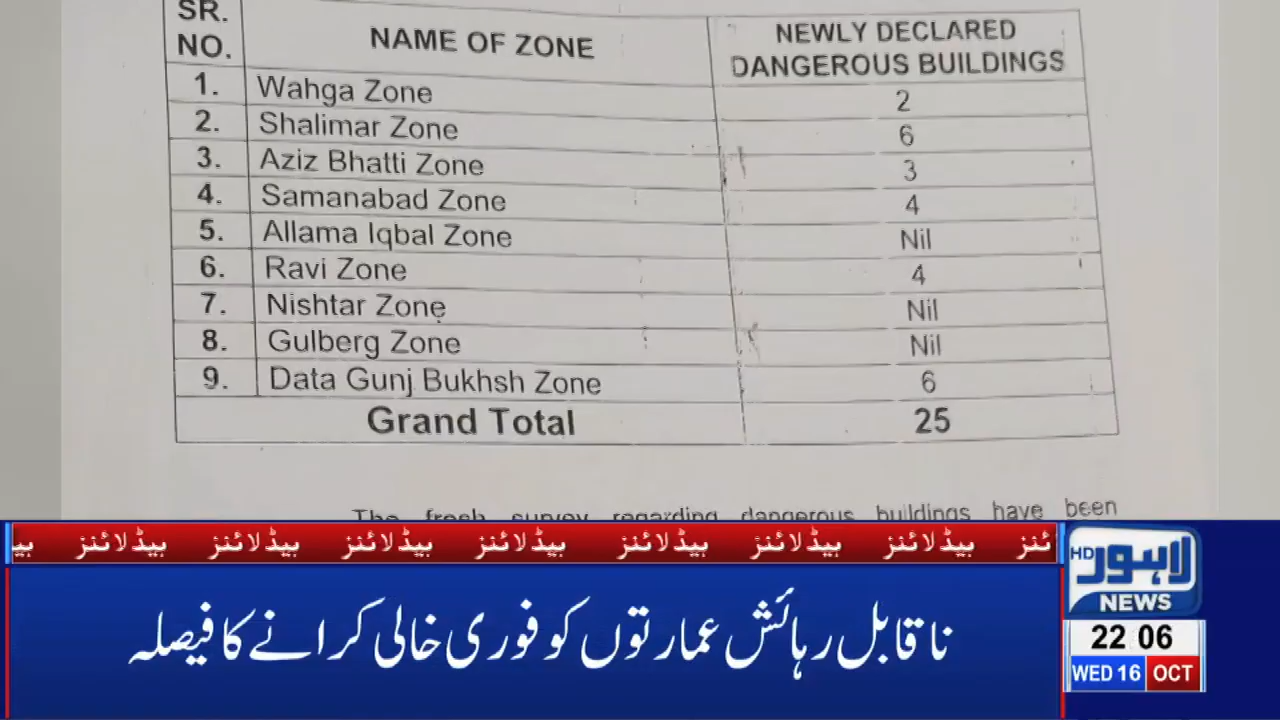 SR. NO. NAME OF ZONE NEWLY DECLARED DANGEROUS BUILDINGS
1. Wahga Zone 2
2. Shalimar Zone 6
3. Aziz Bhatti Zone 3
4. Samanabad Zone 4
5. Allama Iqbal Zone Nil
6. Ravi Zone 4
7. Nishtar Zone Nil
8. Gulberg Zone Nil
9. Data Gunj Bukhsh Zone 6
Grand Total 25
The fresh survey regarding dangerous buildings have been
ہیڈلائنز ہیڈلائنز ہیڈلائنز ہیڈلائنز ہیڈلائنز ہیڈلائنز ہیڈلائنز
ناقابل رہائش عمارتوں کو فوری خالی کرانے کا فیصلہ
لاہور HD
NEWS
22 06
WED 16 OCT